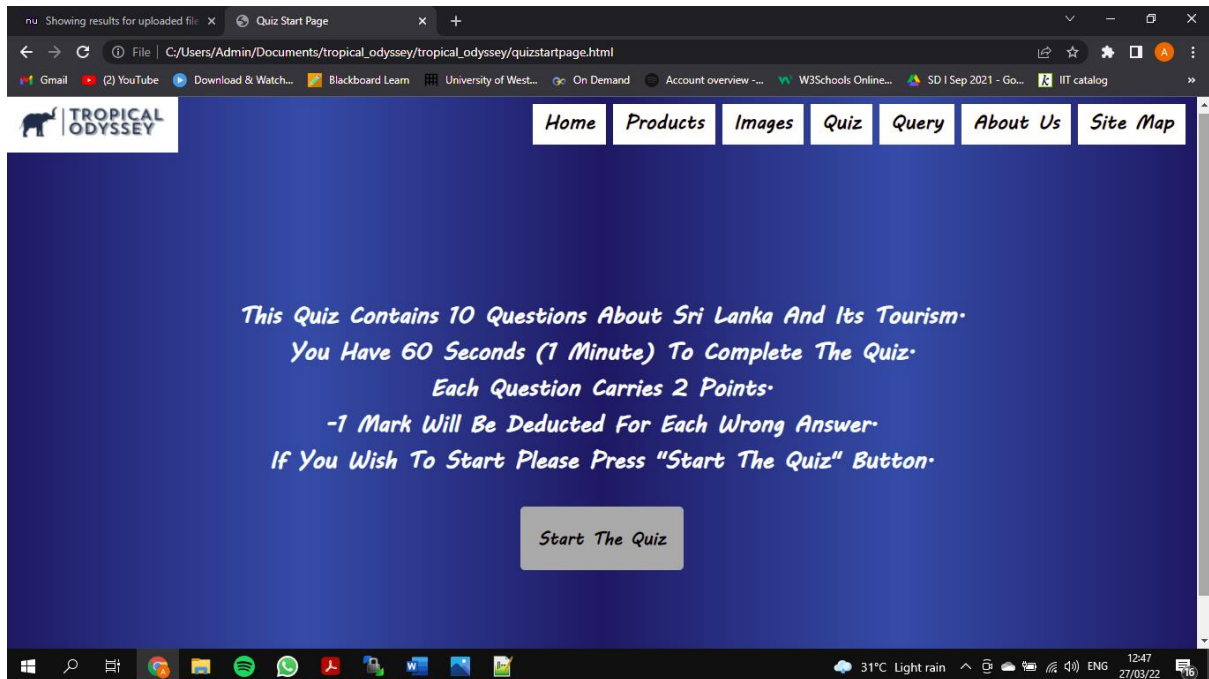 nu Showing results for uploaded file
Quiz Start Page
File C:/Users/Admin/Documents/tropical_odyssey/tropical_odyssey/quizstartpage.html
A
Gmail (2) YouTube Download & Watch... Blackboard Learn University of West... On Demand Account overview -... W3Schools Online... SD I Sep 2021 - Go... k IIT catalog »
TROPICAL
ODYSSEY
Home Products Images Quiz Query About Us Site Map
This Quiz Contains 10 Questions About Sri Lanka And Its Tourism.
You Have 60 Seconds (1 Minute) To Complete The Quiz.
Each Question Carries 2 Points.
-1 Mark Will Be Deducted For Each Wrong Answer.
If You Wish To Start Please Press "Start The Quiz" Button.
Start The Quiz
31°C Light rain ENG 12:47
27/03/22 16